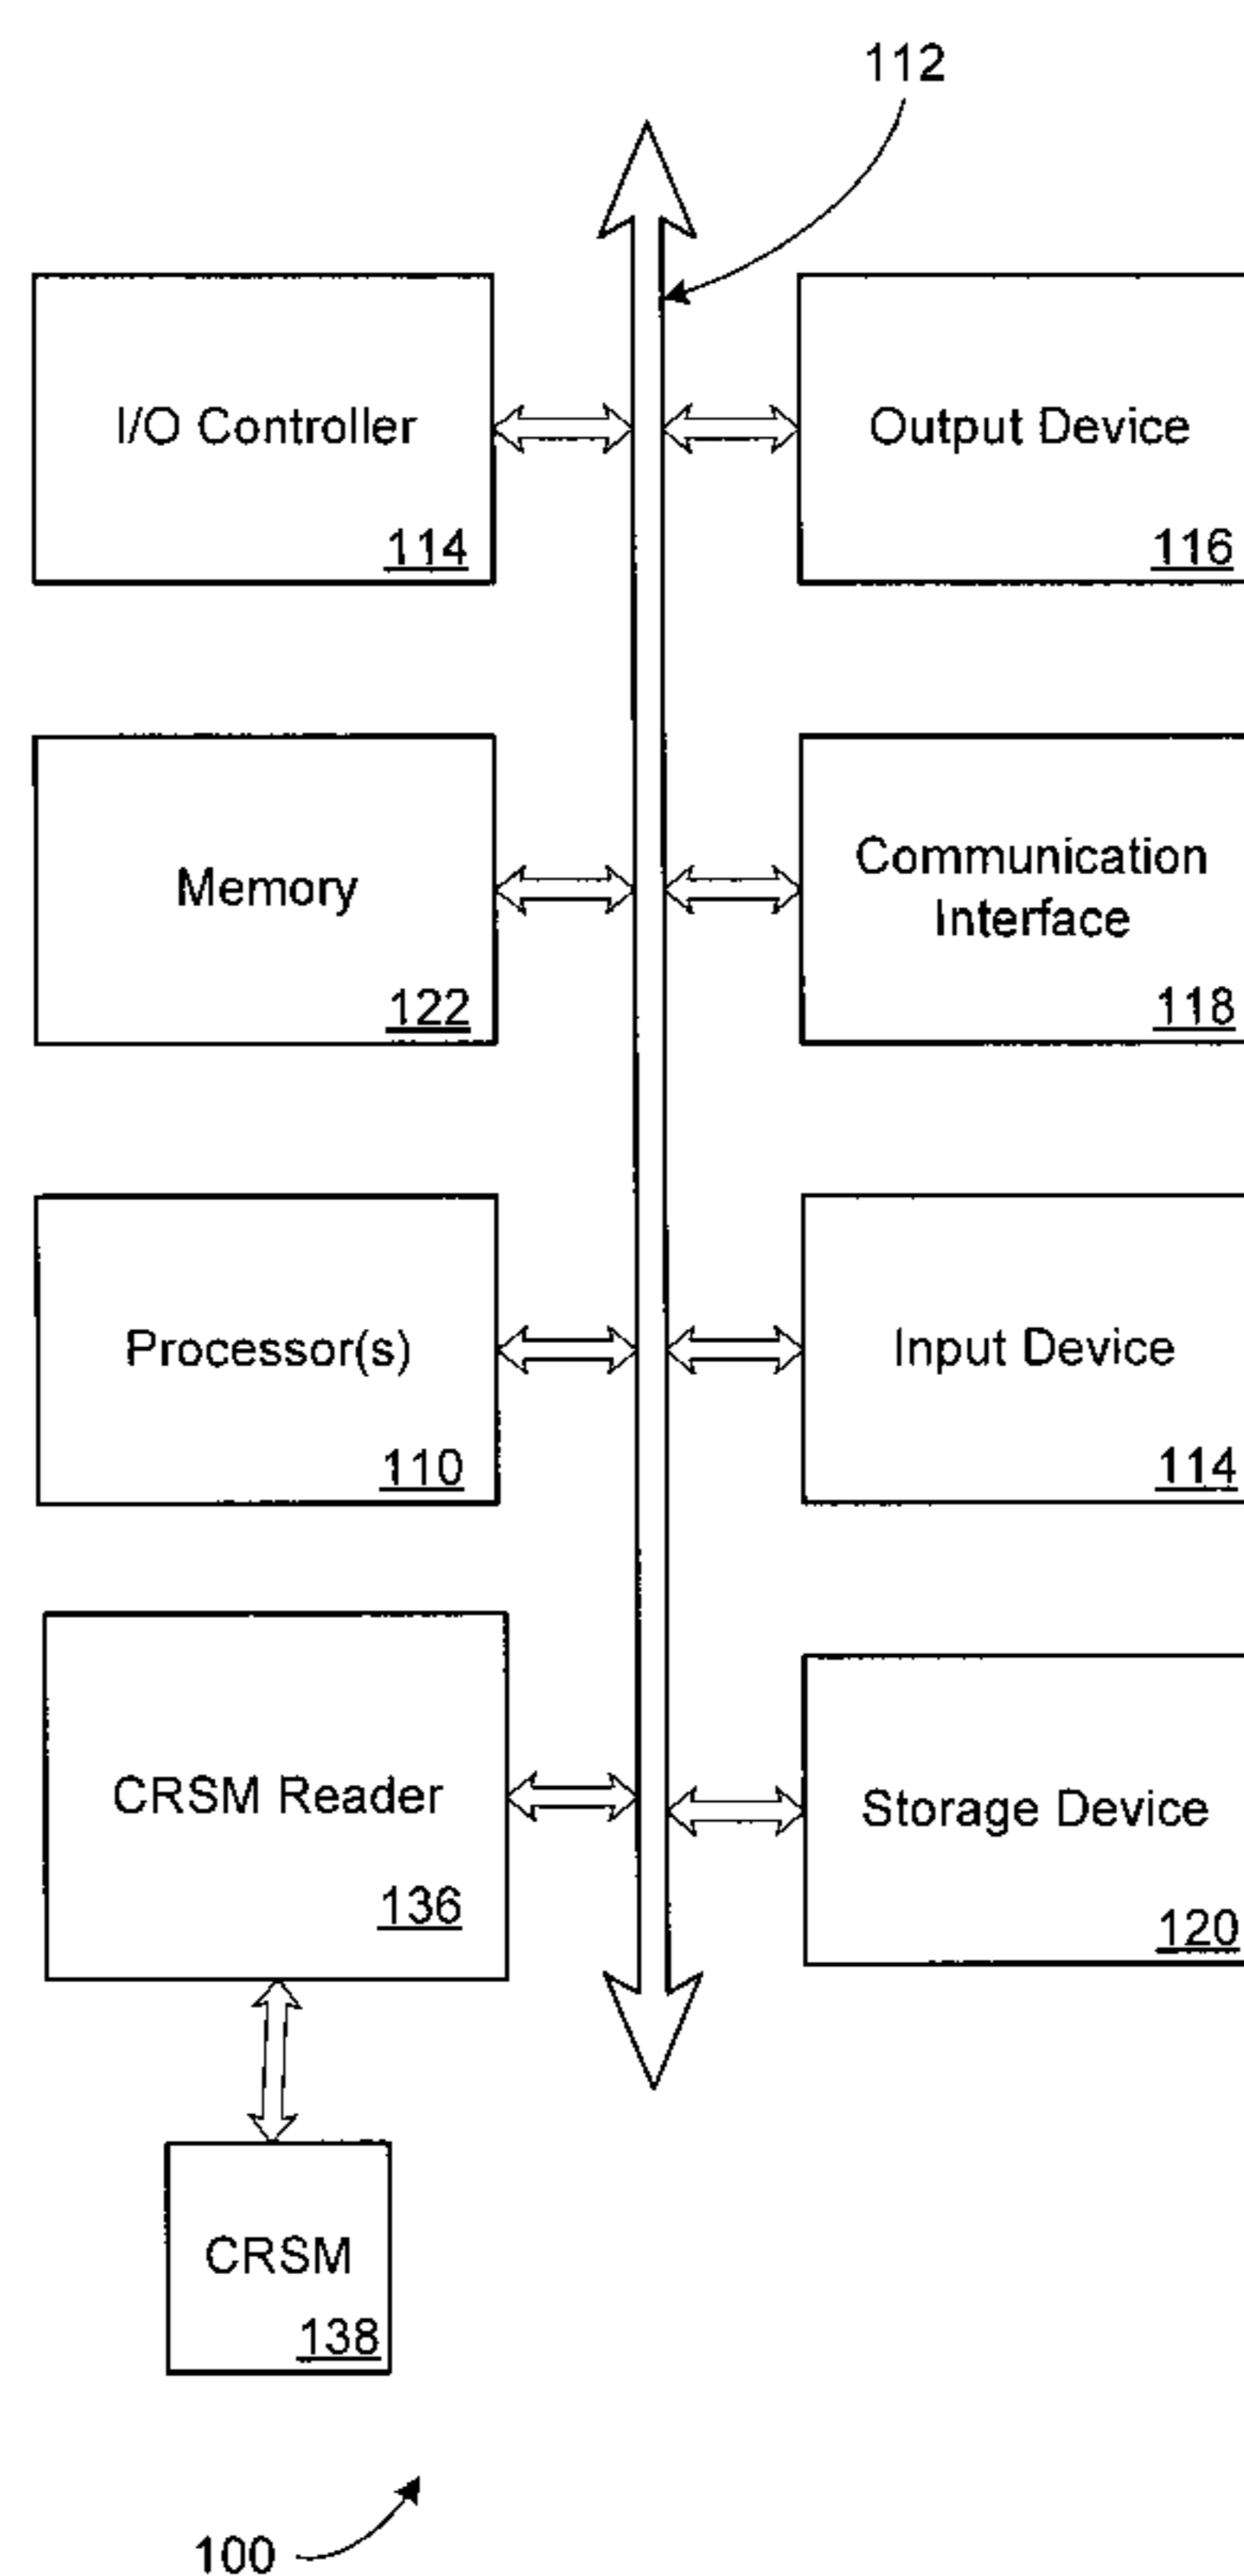 112
I/O Controller
114
Output Device
116
Memory
122
Communication
Interface
118
Processor(s)
110
Input Device
114
CRSM Reader
136
Storage Device
120
CRSM
138
100